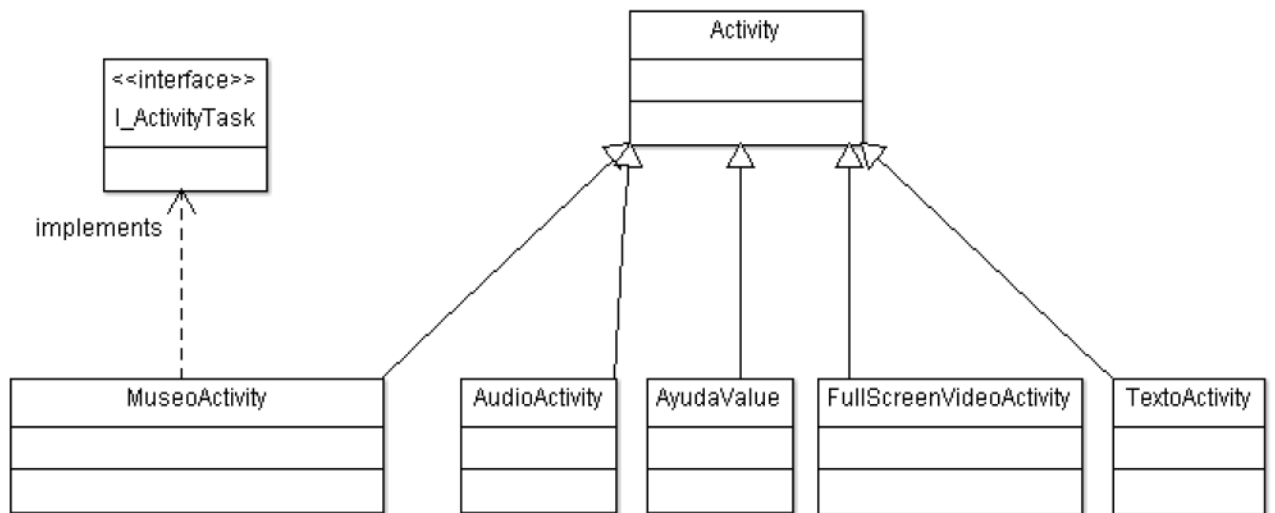 Activity
<<interface>>
I_ActivityTask
implements
MuseoActivity
AudioActivity
AyudaValue
FullScreenVideoActivity
TextoActivity